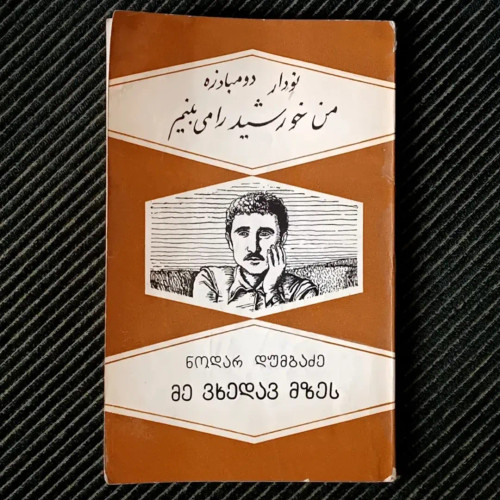 نودار دومبادزه
من خورشید را می بینم
ნოდარ დუმბაძე
მე ვხედავ მზეს